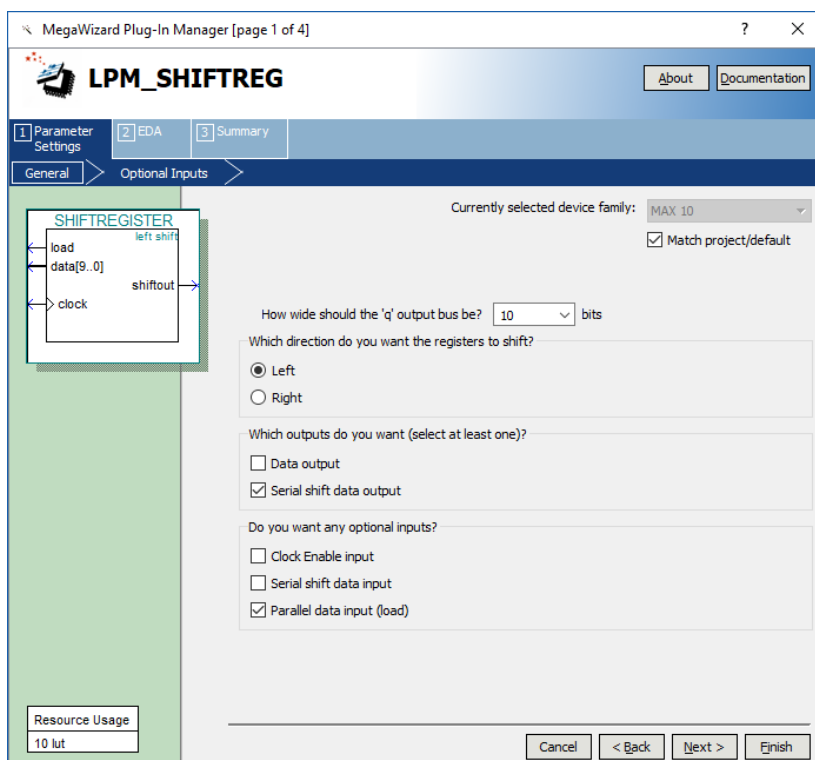 MegaWizard Plug-In Manager [page 1 of 4]
?
LPM_SHIFTREG
About
Documentation
1 Parameter Settings
2 EDA
3 Summary
General
Optional Inputs
SHIFTREGISTER
left shift
load
data[9..0]
shiftout
clock
Currently selected device family:
MAX 10
Match project/default
How wide should the 'q' output bus be? 10 bits
Which direction do you want the registers to shift?
Left
Right
Which outputs do you want (select at least one)?
Data output
Serial shift data output
Do you want any optional inputs?
Clock Enable input
Serial shift data input
Parallel data input (load)
Resource Usage
10 lut
Cancel
< Back
Next >
Finish